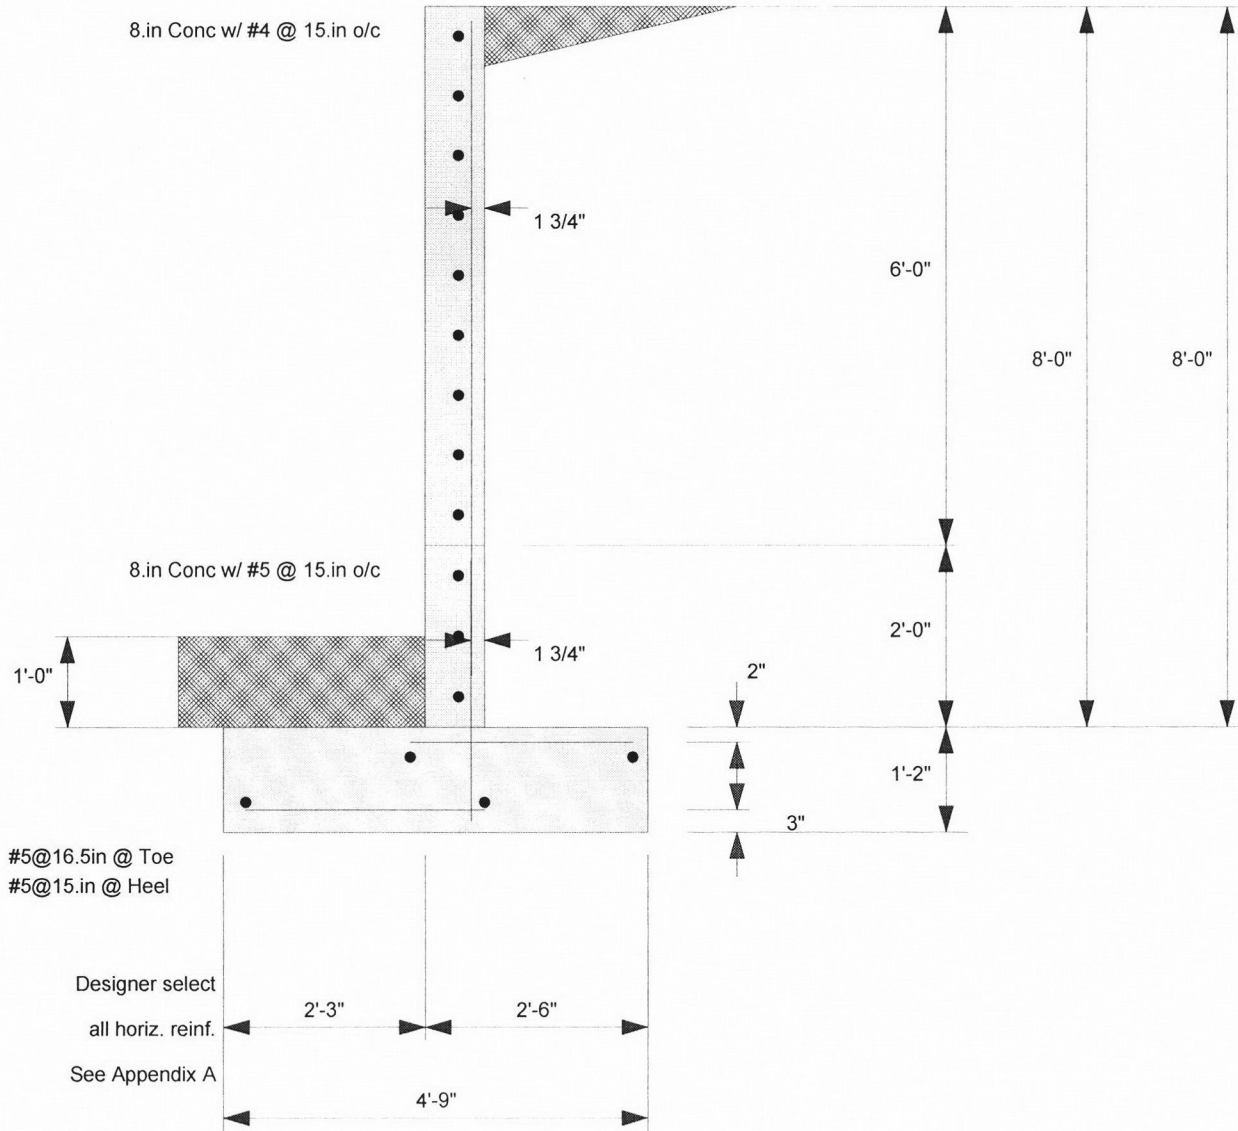 8.in Conc w/ #4 @ 15.in o/c
1 3/4"
6'-0"
8'-0"
8'-0"
8.in Conc w/ #5 @ 15.in o/c
2'-0"
1 3/4"
1'-0"
2"
1'-2"
3"
#5@16.5in @ Toe
#5@15.in @ Heel
Designer select
all horiz. reinf.
See Appendix A
2'-3"
2'-6"
4'-9"